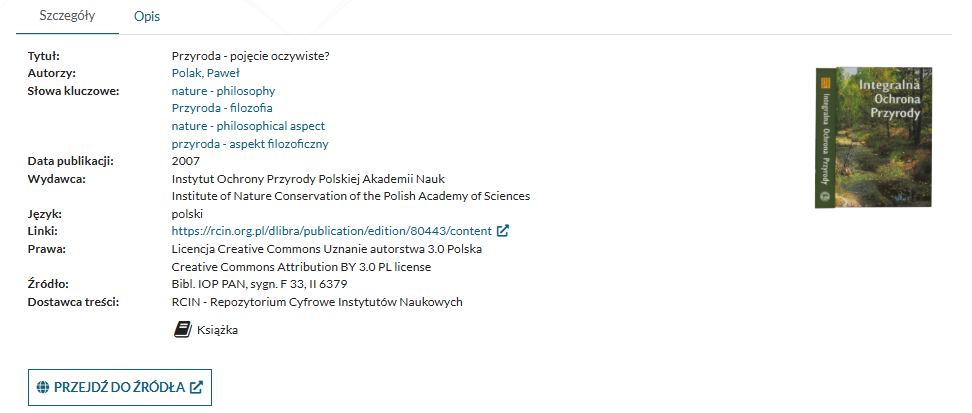 Szczegóły
Opis
Tytuł: Przyroda - pojęcie oczywiste?
Autorzy: Polak, Paweł
Słowa kluczowe: nature - philosophy
Przyroda - filozofia
nature - philosophical aspect
przyroda - aspekt filozoficzny
Data publikacji: 2007
Wydawca: Instytut Ochrony Przyrody Polskiej Akademii Nauk
Institute of Nature Conservation of the Polish Academy of Sciences
Język: polski
Linki: https://rcin.org.pl/dlibra/publication/edition/80443/content
Prawa: Licencja Creative Commons Uznanie autorstwa 3.0 Polska
Creative Commons Attribution BY 3.0 PL license
Źródło: Bibl. IOP PAN, sygn. F 33, II 6379
Dostawca treści: RCIN - Repozytorium Cyfrowe Instytutów Naukowych
Książka
PRZEJDŹ DO ŹRÓDŁA
Integralna Ochrona Przyrody
Integralna
Ochrona
Przyrody